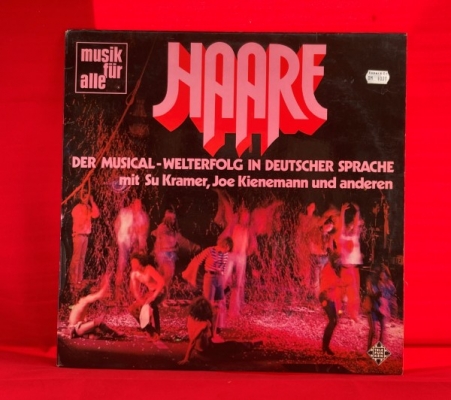 musik
für
alle
HAARE
DER MUSICAL-WELTERFOLG IN DEUTSCHER SPRACHE
mit Su Kramer, Joe Kienemann und anderen